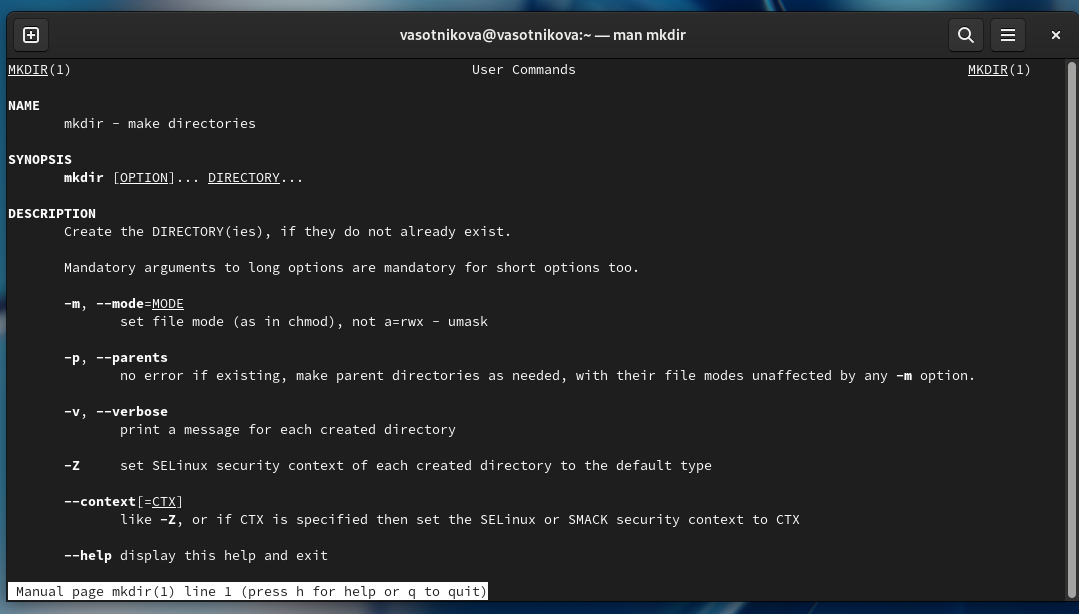 vasotnikova@vasotnikova:~ — man mkdir
MKDIR(1) User Commands MKDIR(1)
NAME
mkdir - make directories
SYNOPSIS
mkdir [OPTION]... DIRECTORY...
DESCRIPTION
Create the DIRECTORY(ies), if they do not already exist.
Mandatory arguments to long options are mandatory for short options too.
-m, --mode=MODE
set file mode (as in chmod), not a=rwx - umask
-p, --parents
no error if existing, make parent directories as needed, with their file modes unaffected by any -m option.
-v, --verbose
print a message for each created directory
-Z set SELinux security context of each created directory to the default type
--context[=CTX]
like -Z, or if CTX is specified then set the SELinux or SMACK security context to CTX
--help display this help and exit
Manual page mkdir(1) line 1 (press h for help or q to quit)